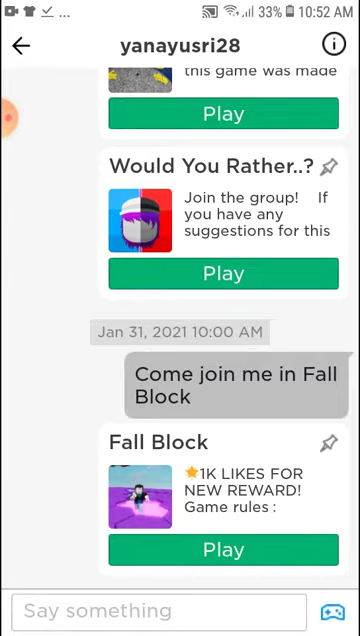 ... 33% 10:52 AM
yanayusri28
this game was made
Play
Would You Rather..?
Join the group! If
you have any
suggestions for this
Play
Jan 31, 2021 10:00 AM
Come join me in Fall
Block
Fall Block
⭐1K LIKES FOR
NEW REWARD!
Game rules :
Play
Say something